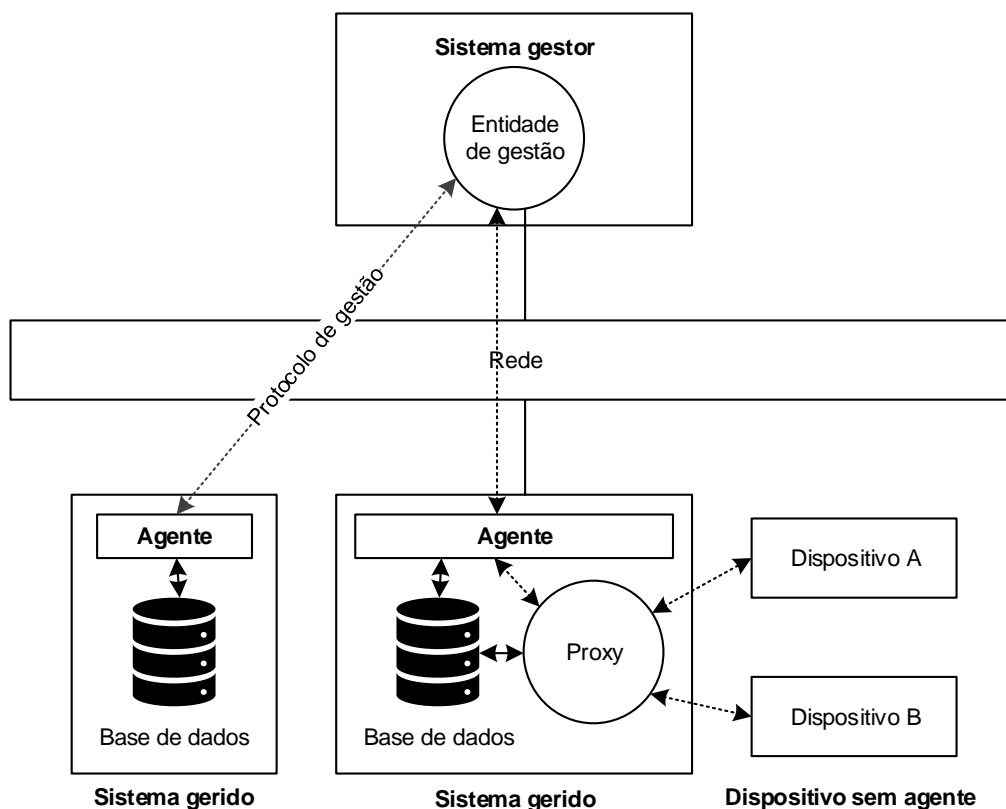 Sistema gestor
Entidade
de gestão
Protocolo de gestão
Rede
Agente
Agente
Dispositivo A
Proxy
Dispositivo B
Base de dados
Base de dados
Sistema gerido
Sistema gerido
Dispositivo sem agente